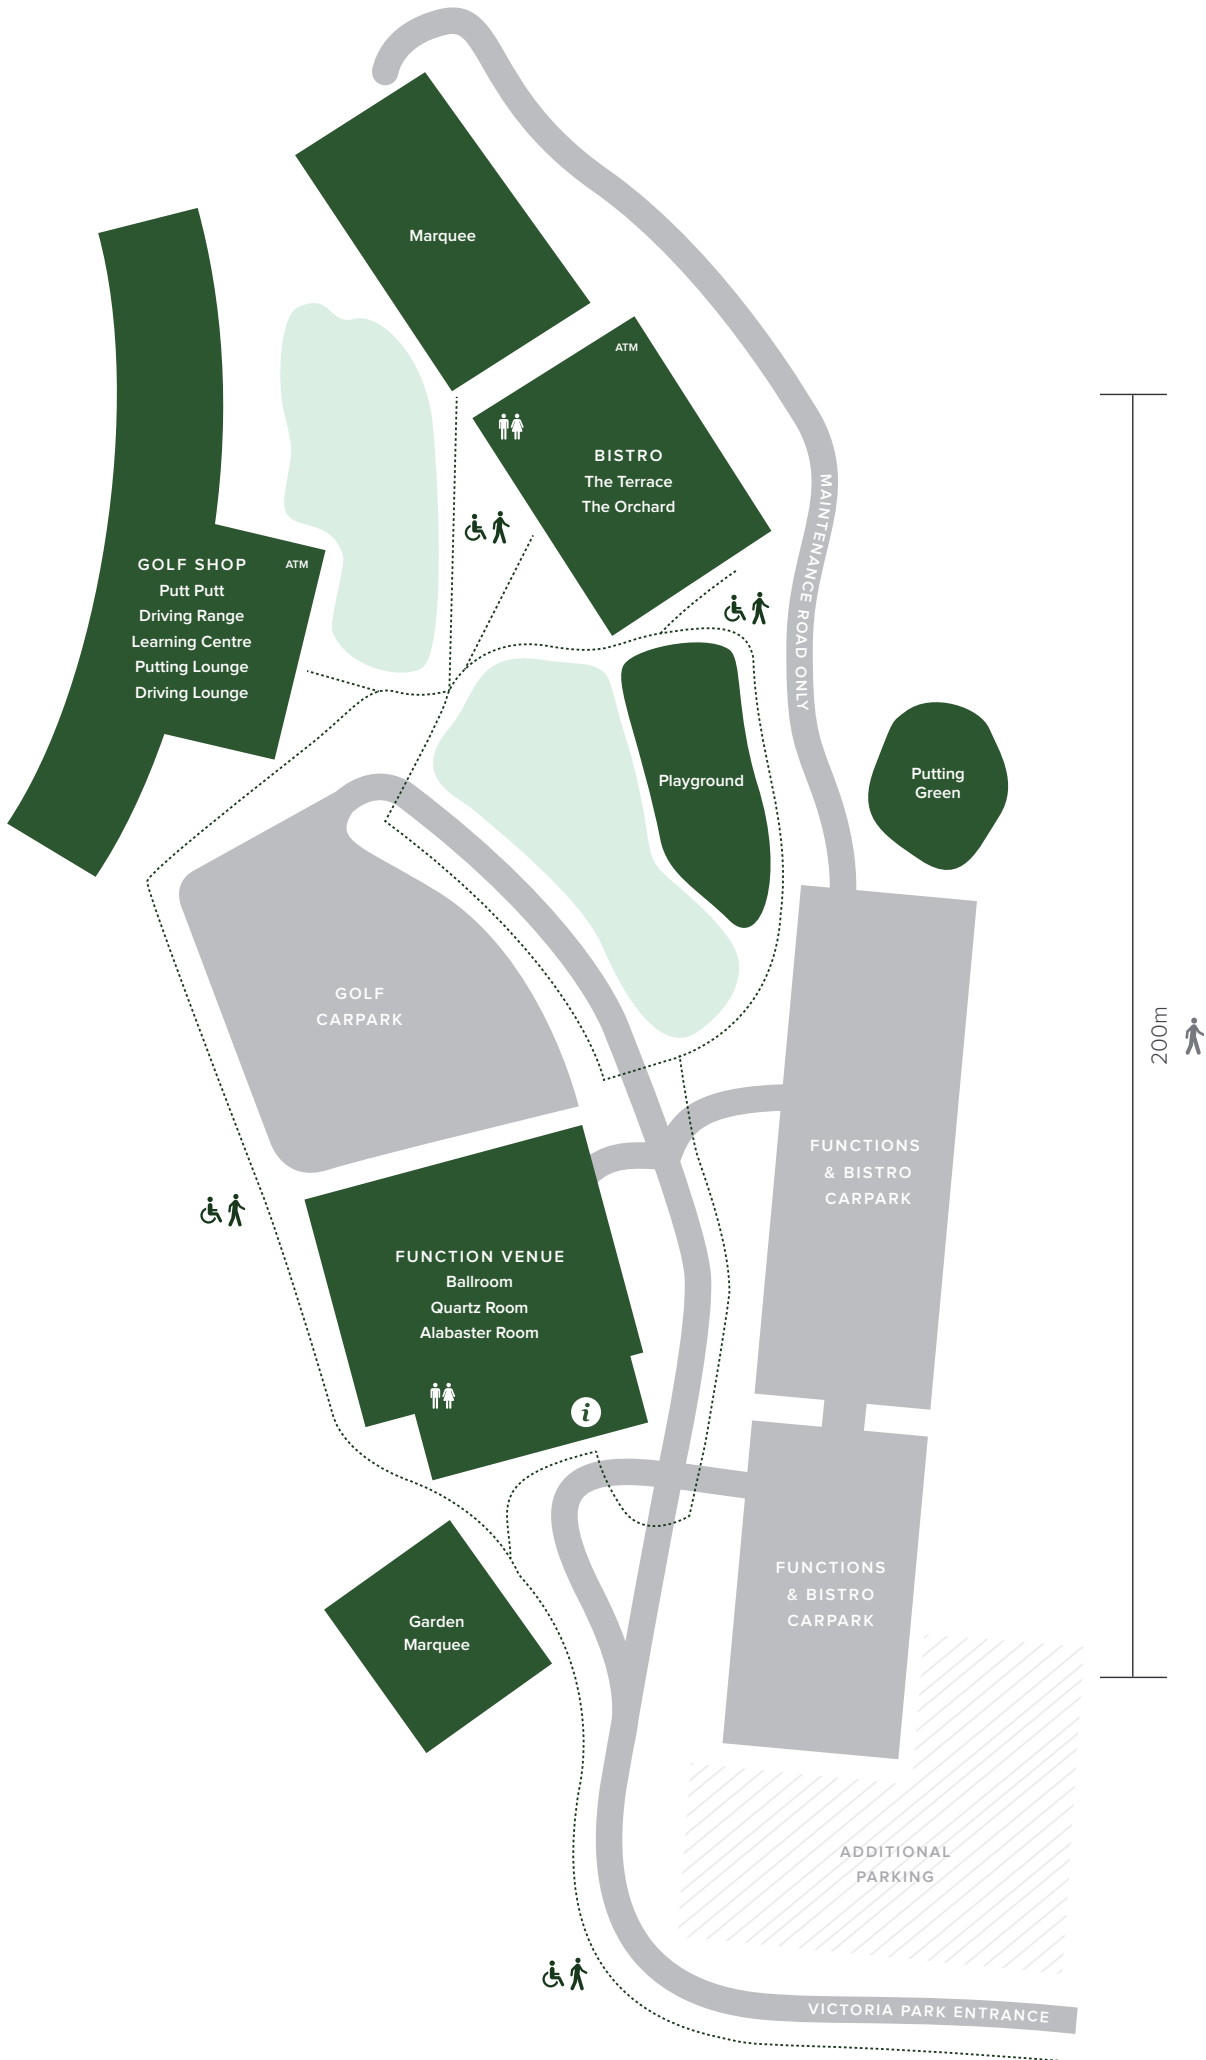 Marquee
ATM
BISTRO
The Terrace
The Orchard
MAINTENANCE ROAD ONLY
GOLF SHOP
ATM
Putt Putt
Driving Range
Learning Centre
Putting Lounge
Driving Lounge
Playground
Putting
Green
GOLF
CARPARK
200m
FUNCTIONS
& BISTRO
CARPARK
FUNCTION VENUE
Ballroom
Quartz Room
Alabaster Room
i
FUNCTIONS
& BISTRO
CARPARK
Garden
Marquee
ADDITIONAL
PARKING
VICTORIA PARK ENTRANCE